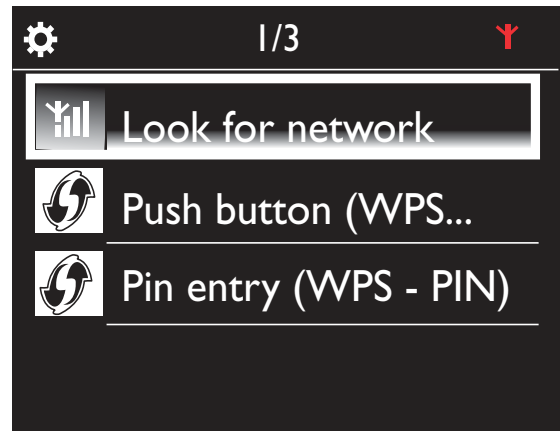 1/3
Look for network
Push button (WPS...
Pin entry (WPS - PIN)